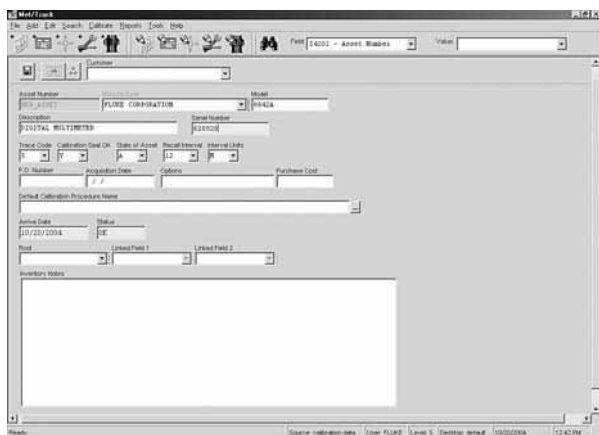 Met/Track
File Add Edit Search Calibrate Reports Tools Help
Field I4201 - Asset Number Value
Customer
Asset Number Manufacturer Model
NEW_ASSET FLUKE CORPORATION 8842A
Description Serial Number
DIGITAL MULTIMETER 628928
Trace Code Calibration Seal OK State of Asset Recall Interval Interval Units
S Y A 12 M
P.O. Number Acquisition Date Options Purchase Cost
/ /
Default Calibration Procedure Name
...
Arrive Date Status
10/20/2004 OK
Root Linked Field 1 Linked Field 2
Inventory Notes
Ready Source calibration data User FLUKE Level 5 Desktop default 10/20/2004 12:42 PM